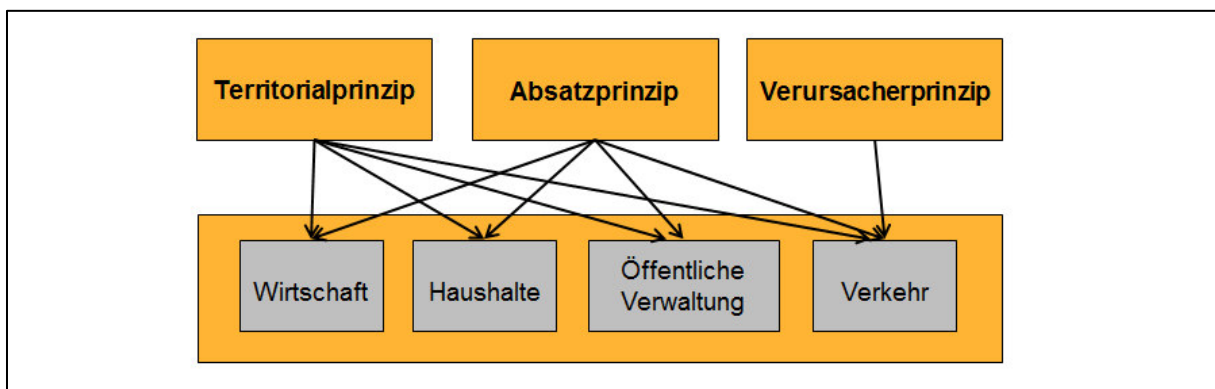 Territorialprinzip
Absatzprinzip
Verursacherprinzip
Wirtschaft
Haushalte
Öffentliche
Verwaltung
Verkehr